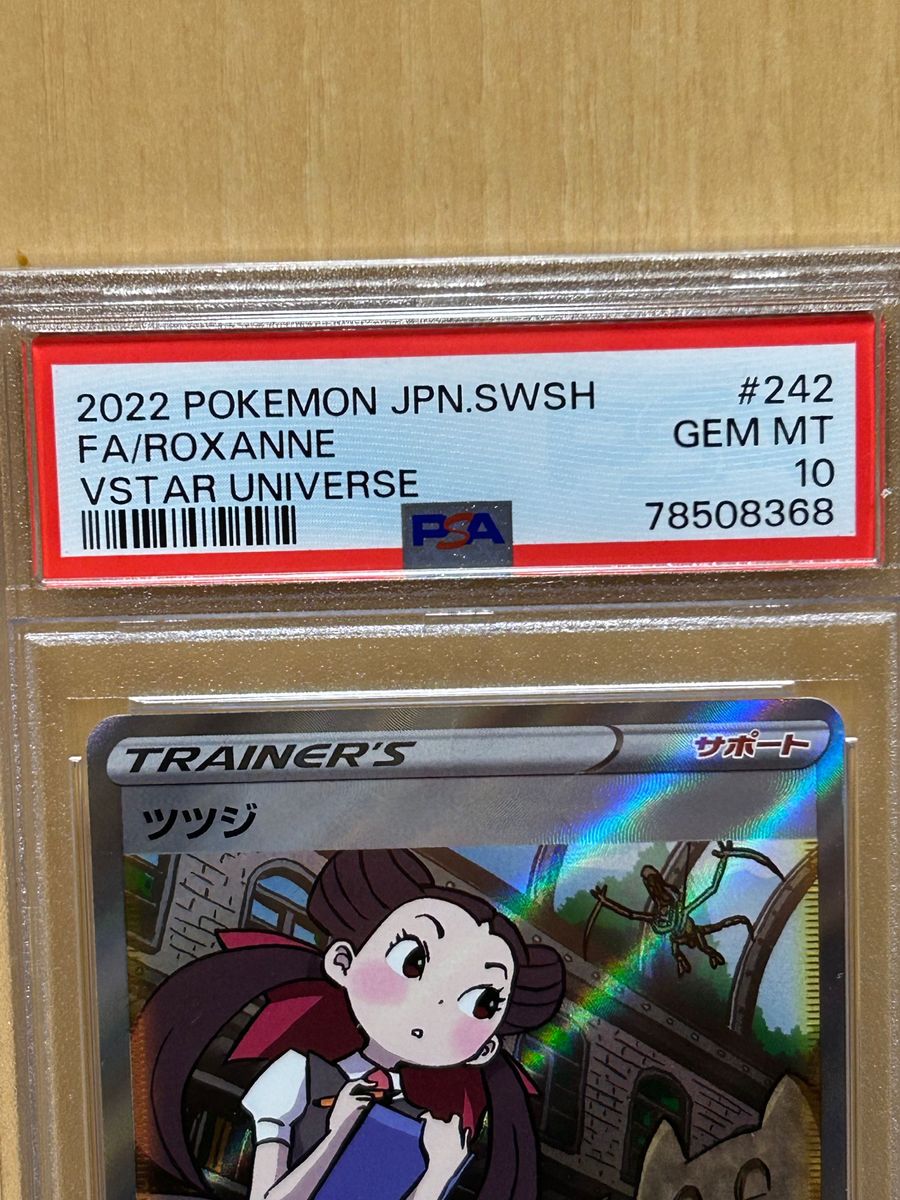 2022 POKEMON JPN.SWSH #242
FA/ROXANNE GEM MT
VSTAR UNIVERSE 10
PSA 78508368
TRAINER'S サポート
ツツジ